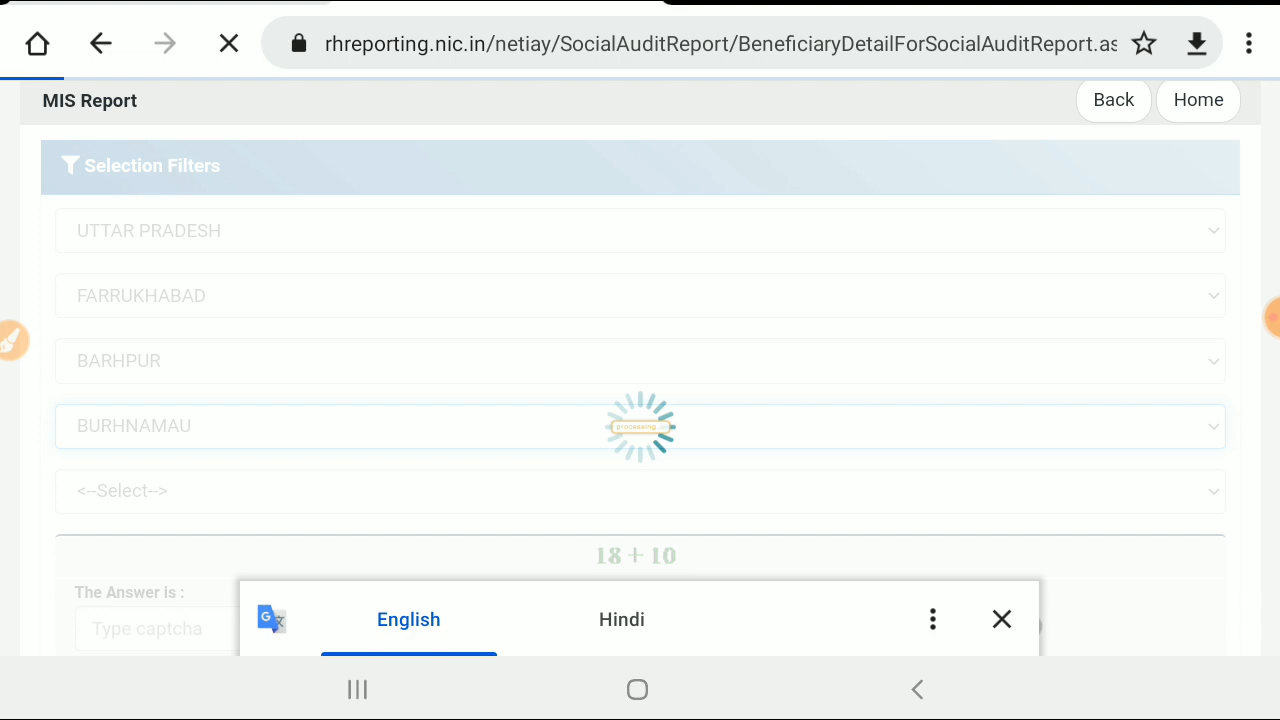 rhreporting.nic.in/netiay/SocialAuditReport/BeneficiaryDetailForSocialAuditReport.as
MIS Report
Back
Home
Selection Filters
UTTAR PRADESH
FARRUKHABAD
BARHPUR
BURHNAMAU
processing...
<--Select-->
18 + 10
The Answer is :
Type captcha
English
Hindi